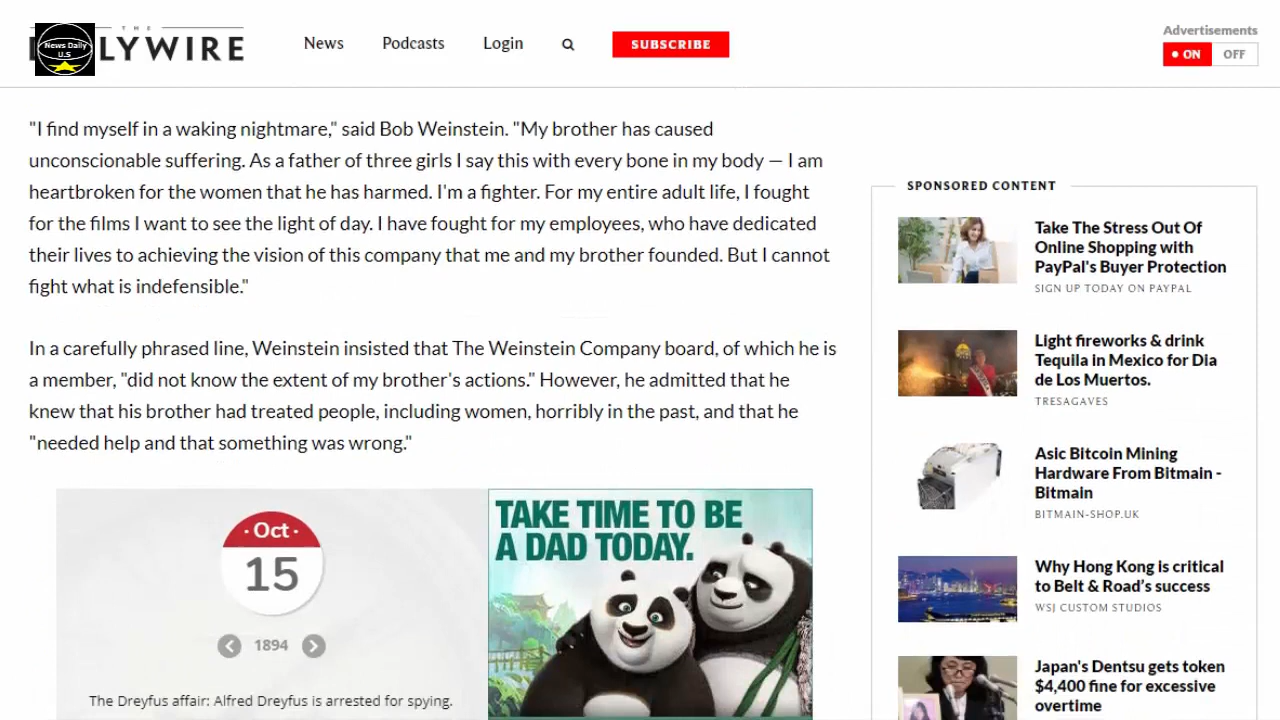 THE
LYWIRE
News Daily
U.S
News
Podcasts
Login
SUBSCRIBE
Advertisements
ON
OFF
"I find myself in a waking nightmare," said Bob Weinstein. "My brother has caused
unconscionable suffering. As a father of three girls I say this with every bone in my body — I am
heartbroken for the women that he has harmed. I'm a fighter. For my entire adult life, I fought
for the films I want to see the light of day. I have fought for my employees, who have dedicated
their lives to achieving the vision of this company that me and my brother founded. But I cannot
fight what is indefensible."
In a carefully phrased line, Weinstein insisted that The Weinstein Company board, of which he is
a member, "did not know the extent of my brother's actions." However, he admitted that he
knew that his brother had treated people, including women, horribly in the past, and that he
"needed help and that something was wrong."
· Oct ·
15
1894
The Dreyfus affair: Alfred Dreyfus is arrested for spying.
TAKE TIME TO BE
A DAD TODAY.
SPONSORED CONTENT
Take The Stress Out Of
Online Shopping with
PayPal's Buyer Protection
SIGN UP TODAY ON PAYPAL
Light fireworks & drink
Tequila in Mexico for Dia
de Los Muertos.
TRESAGAVES
Asic Bitcoin Mining
Hardware From Bitmain -
Bitmain
BITMAIN-SHOP.UK
Why Hong Kong is critical
to Belt & Road’s success
WSJ CUSTOM STUDIOS
Japan's Dentsu gets token
$4,400 fine for excessive
overtime